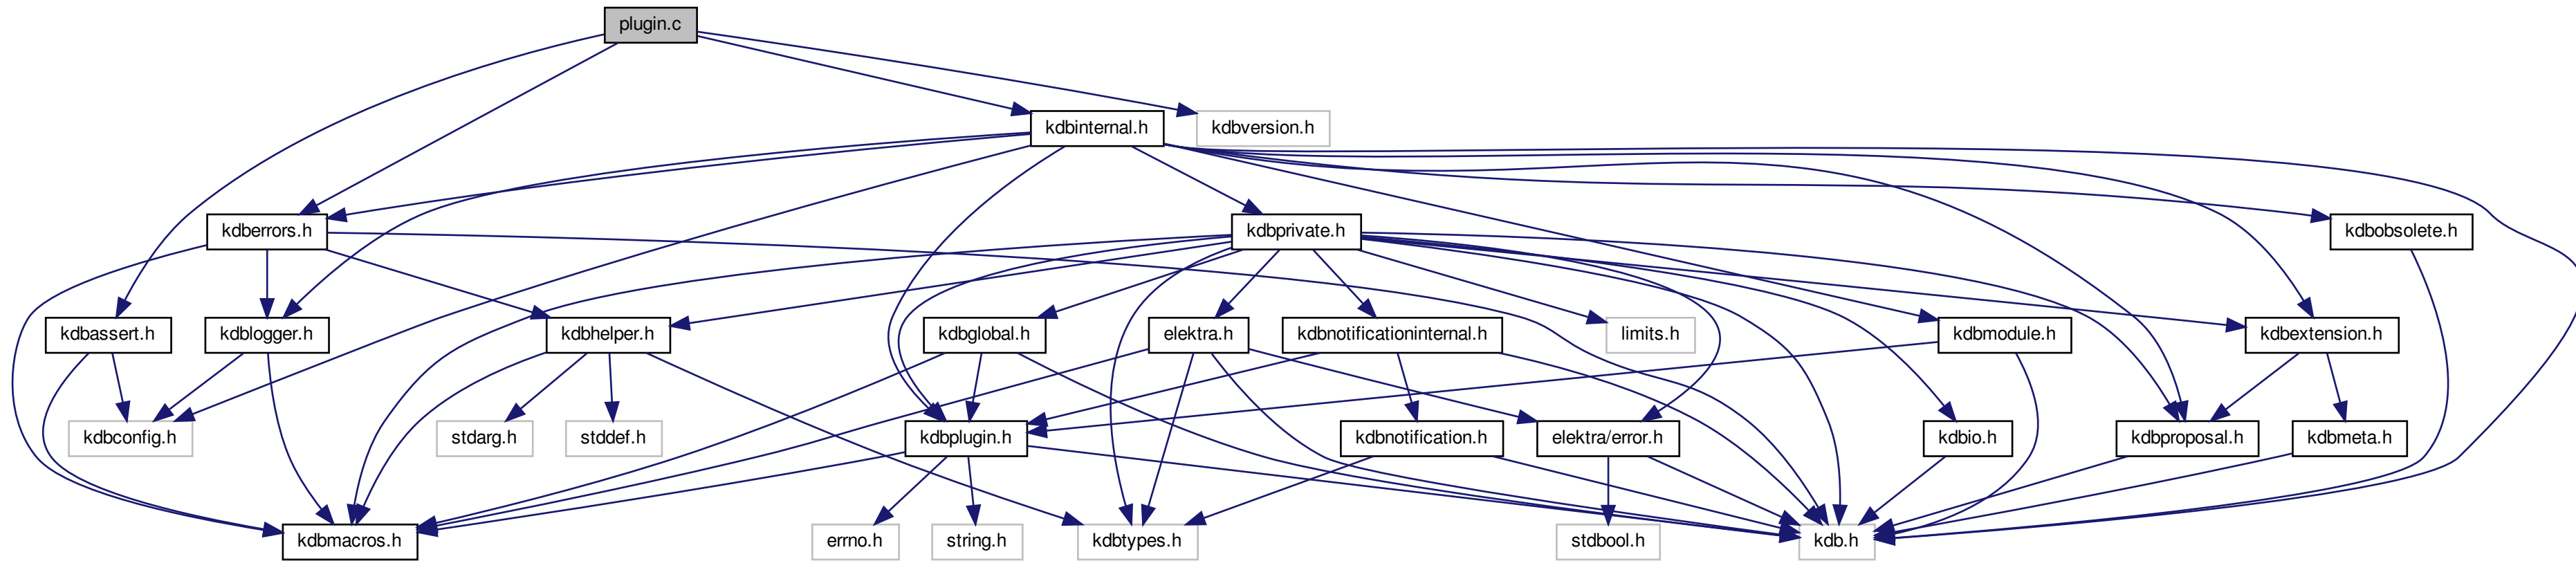 plugin.c
kdbinternal.h
kdbversion.h
kdberrors.h
kdbprivate.h
kdbobsolete.h
kdbassert.h
kdblogger.h
kdbhelper.h
kdbglobal.h
elektra.h
kdbnotificationinternal.h
limits.h
kdbmodule.h
kdbextension.h
kdbconfig.h
stdarg.h
stddef.h
kdbplugin.h
kdbnotification.h
elektra/error.h
kdbio.h
kdbproposal.h
kdbmeta.h
kdbmacros.h
errno.h
string.h
kdbtypes.h
stdbool.h
kdb.h